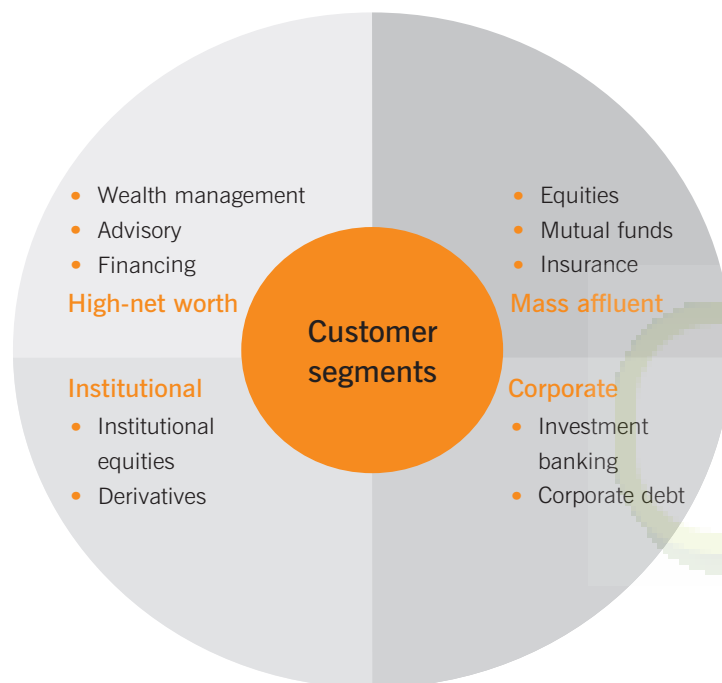 • Wealth management
• Advisory
• Financing
High-net worth
• Equities
• Mutual funds
• Insurance
Mass affluent
Customer
segments
Institutional
• Institutional
equities
• Derivatives
Corporate
• Investment
banking
• Corporate debt